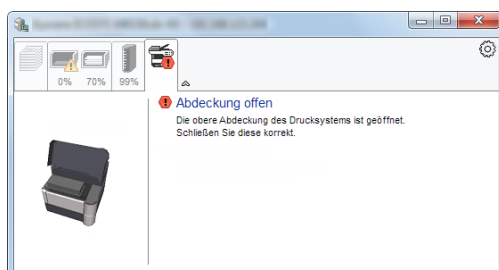 0%
70%
99%
Abdeckung offen
Die obere Abdeckung des Drucksystems ist geöffnet.
Schließen Sie diese korrekt.